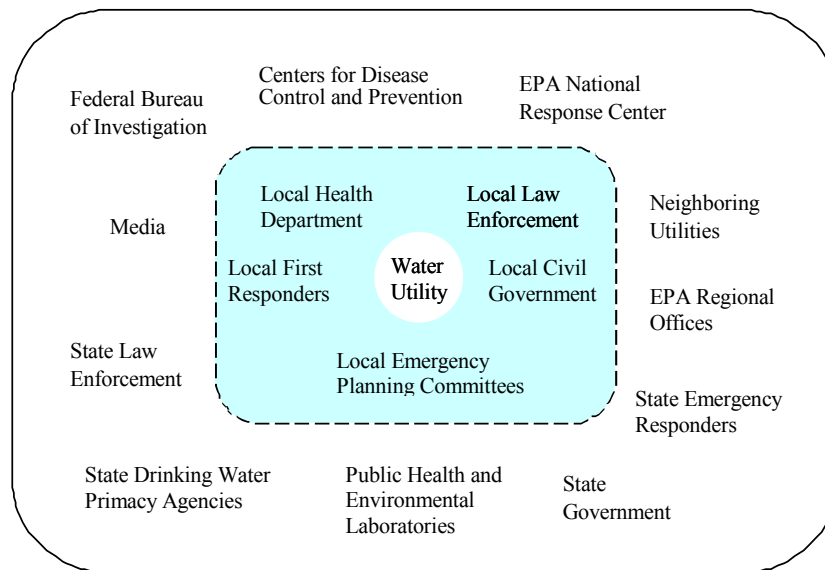 Centers for Disease
Control and Prevention
EPA National
Response Center
Federal Bureau
of Investigation
Local Health
Department
Local Law
Enforcement
Neighboring
Utilities
Media
Local First
Responders
Water
Utility
Local Civil
Government
EPA Regional
Offices
State Law
Enforcement
Local Emergency
Planning Committees
State Emergency
Responders
State Drinking Water
Primacy Agencies
Public Health and
Environmental
Laboratories
State
Government